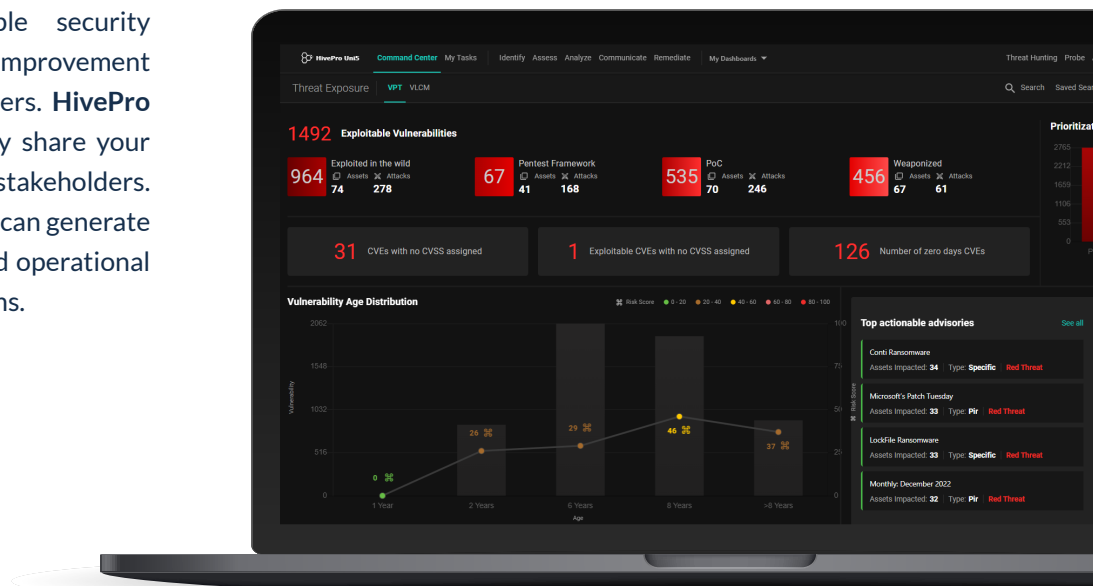 security
mprovement
ers. HivePro
y share your
stakeholders.
can generate
d operational
ns.
HivePro Uni5 Command Center My Tasks Identify Assess Analyze Communicate Remediate My Dashboards Threat Hunting Probe
Threat Exposure VPT VLCM Search Saved Sear
1492 Exploitable Vulnerabilities
964 Exploited in the wild
Assets Attacks
74 278
67 Pentest Framework
Assets Attacks
41 168
535 PoC
Assets Attacks
70 246
456 Weaponized
Assets Attacks
67 61
Prioritizat
2765
2212
1659
1106
553
0
31 CVEs with no CVSS assigned
1 Exploitable CVEs with no CVSS assigned
126 Number of zero days CVEs
Vulnerability Age Distribution
Risk Score 0 - 20 20 - 40 40 - 60 60 - 80 80 - 100
2062
1548
1032
516
0
Vulnerability
0
26
29
46
37
1 Year 2 Years 6 Years 8 Years >8 Years
Age
100
75
50
25
0
Risk Score
Top actionable advisories See all
Conti Ransomware
Assets Impacted: 34 Type: Specific Red Threat
Microsoft's Patch Tuesday
Assets Impacted: 33 Type: Pir Red Threat
LockFile Ransomware
Assets Impacted: 33 Type: Specific Red Threat
Monthly: December 2022
Assets Impacted: 32 Type: Pir Red Threat